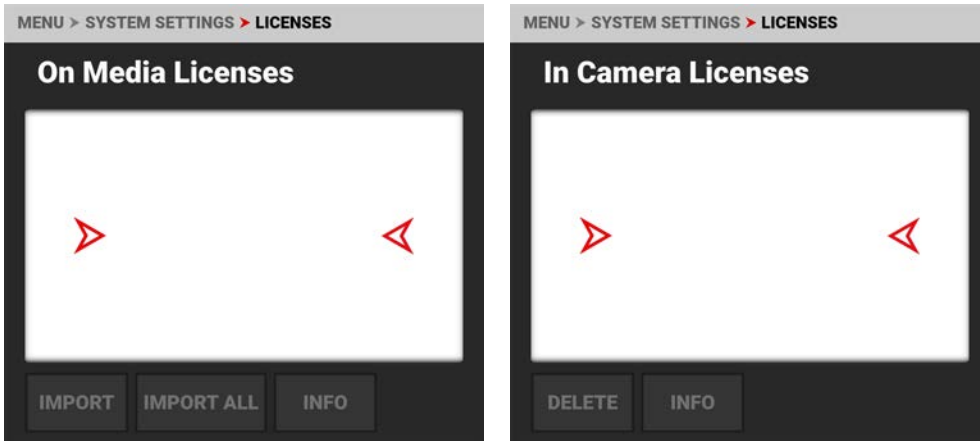 MENU > SYSTEM SETTINGS > LICENSES
On Media Licenses
IMPORT
IMPORT ALL
INFO
MENU > SYSTEM SETTINGS > LICENSES
In Camera Licenses
DELETE
INFO